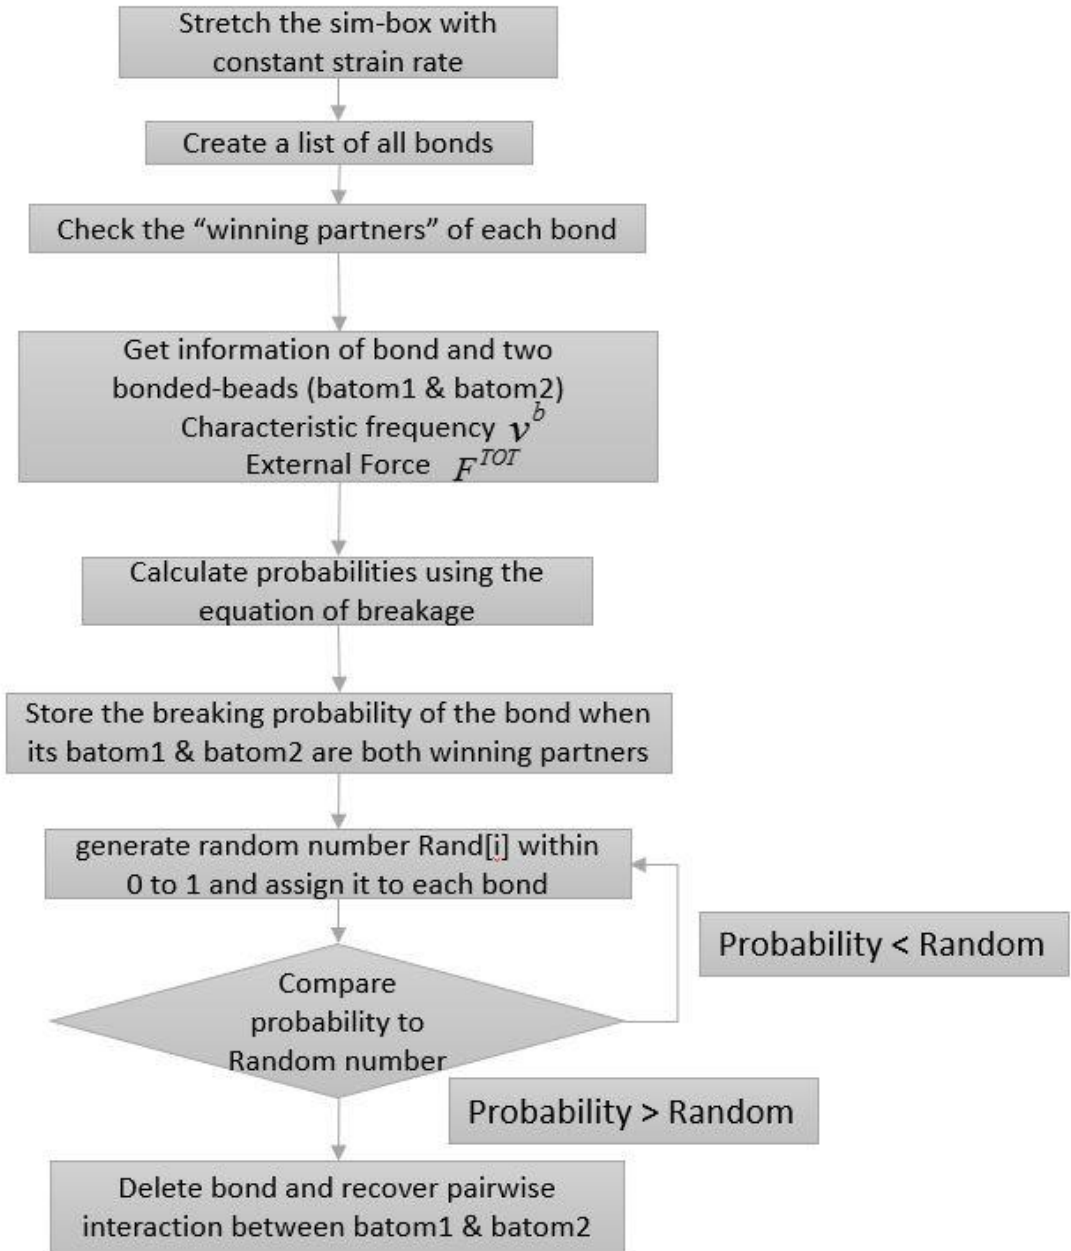 Stretch the sim-box with
constant strain rate
Create a list of all bonds
Check the “winning partners” of each bond
Get information of bond and two
bonded-beads (batom1 & batom2)
Characteristic frequency ν^b
External Force F^TOT
Calculate probabilities using the
equation of breakage
Store the breaking probability of the bond when
its batom1 & batom2 are both winning partners
generate random number Rand[i] within
0 to 1 and assign it to each bond
Probability < Random
Compare
probability to
Random number
Probability > Random
Delete bond and recover pairwise
interaction between batom1 & batom2